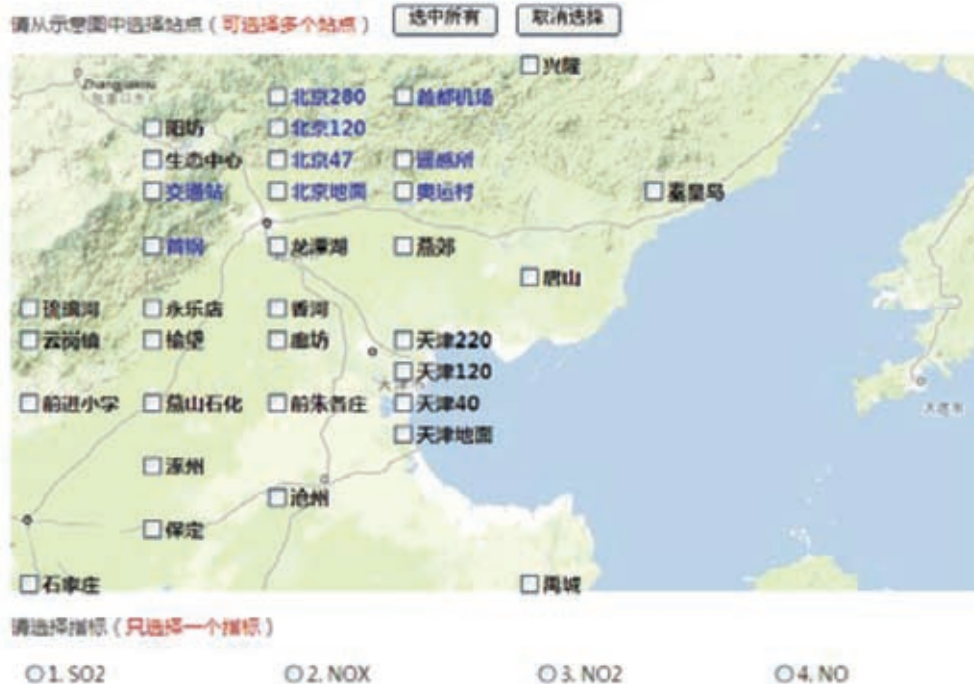 请从示意图中选择站点（可选择多个站点） 选中所有 取消选择
兴隆
Zhangjiakou
北京280 首都机场
阳坊 北京120
生态中心 北京47 遥感所
交通站 北京地面 奥运村 秦皇岛
首钢 龙潭湖 燕郊
唐山
琉璃河 永乐店 香河
云岗镇 榆垡 廊坊 天津220
天津120
前进小学 燕山石化 前朱各庄 天津40
天津地面
涿州
沧州
保定
石家庄 禹城
请选择指标（只选择一个指标）
1. SO2 2. NOX 3. NO2 4. NO